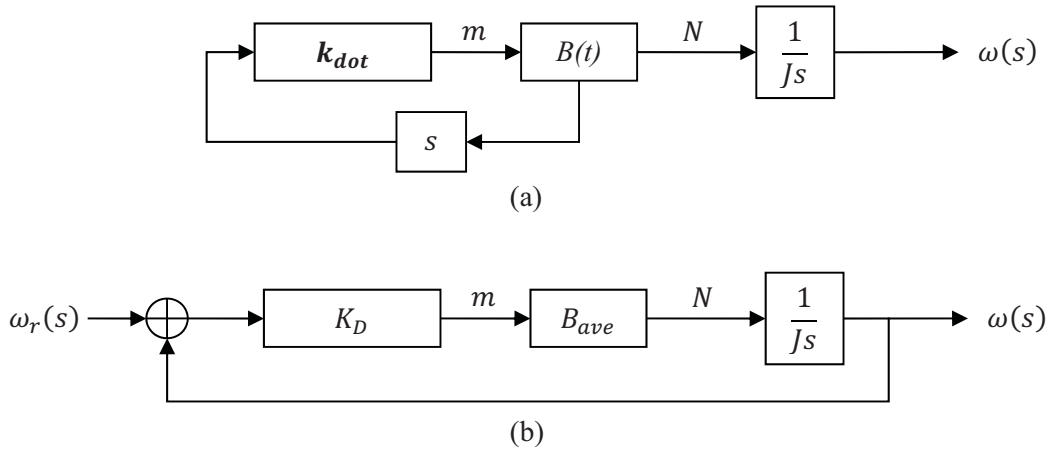 k_dot m B(t) N 1/Js ω(s)
s
(a)
ω_r(s) K_D m B_ave N 1/Js ω(s)
(b)